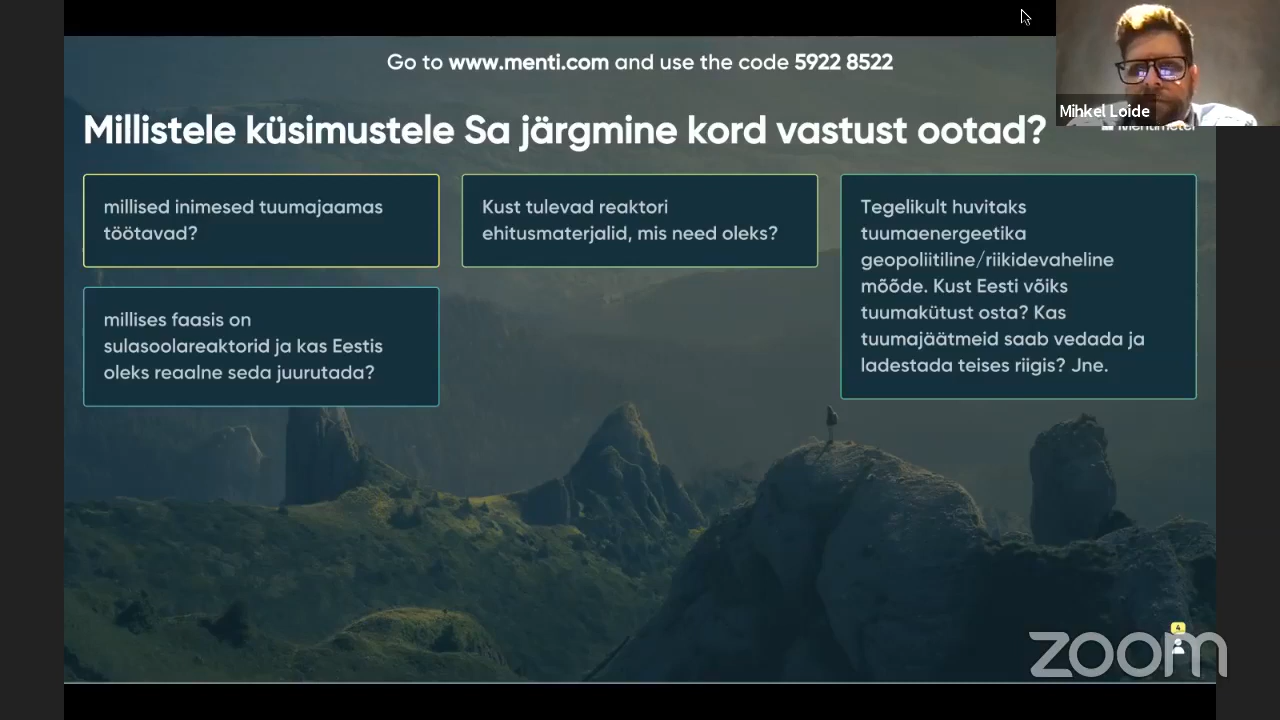 Go to www.menti.com and use the code 5922 8522
Mihkel Loide
Millistele küsimustele Sa järgmine kord vastust ootad?
Mentimeter
millised inimesed tuumajaamas
töötavad?
Kust tulevad reaktori
ehitusmaterjalid, mis need oleks?
Tegelikult huvitaks
tuumaenergeetika
geopoliitiline/riikidevaheline
mõõde. Kust Eesti võiks
tuumakütust osta? Kas
tuumajäätmeid saab vedada ja
ladestada teises riigis? Jne.
millises faasis on
sulasoolareaktorid ja kas Eestis
oleks reaalne seda juurutada?
4
zoom